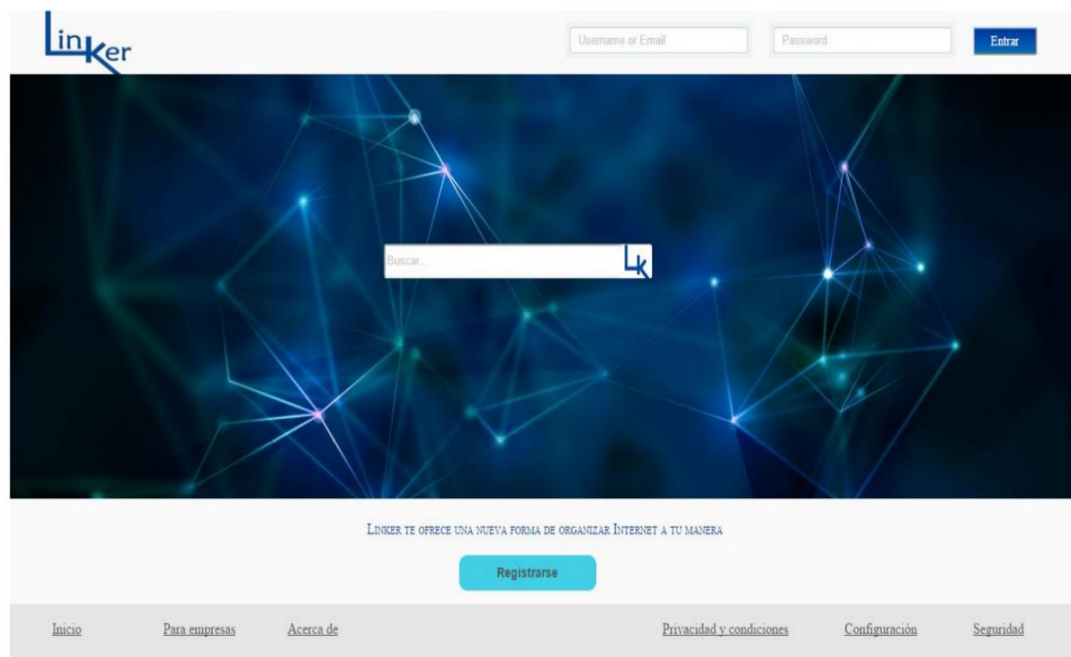 Linker
Username or Email
Password
Entrar
Buscar...
LK
LINKER TE OFRECE UNA NUEVA FORMA DE ORGANIZAR INTERNET A TU MANERA
Registrarse
Inicio
Para empresas
Acerca de
Privacidad y condiciones
Configuración
Seguridad